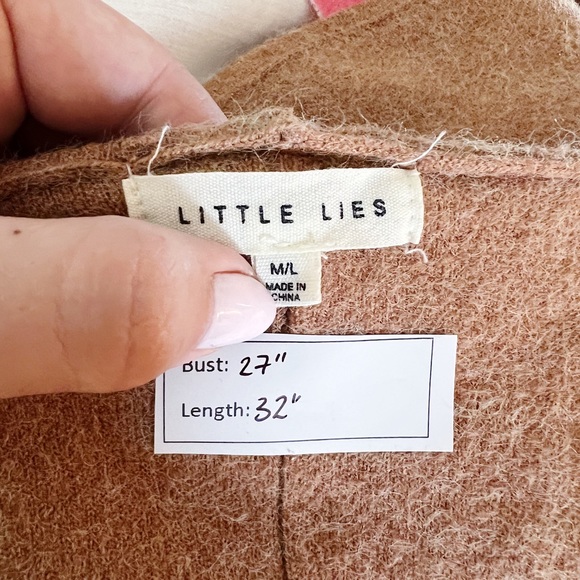 LITTLE LIES
M/L
MADE IN
CHINA
Bust: 27"
Length: 32"